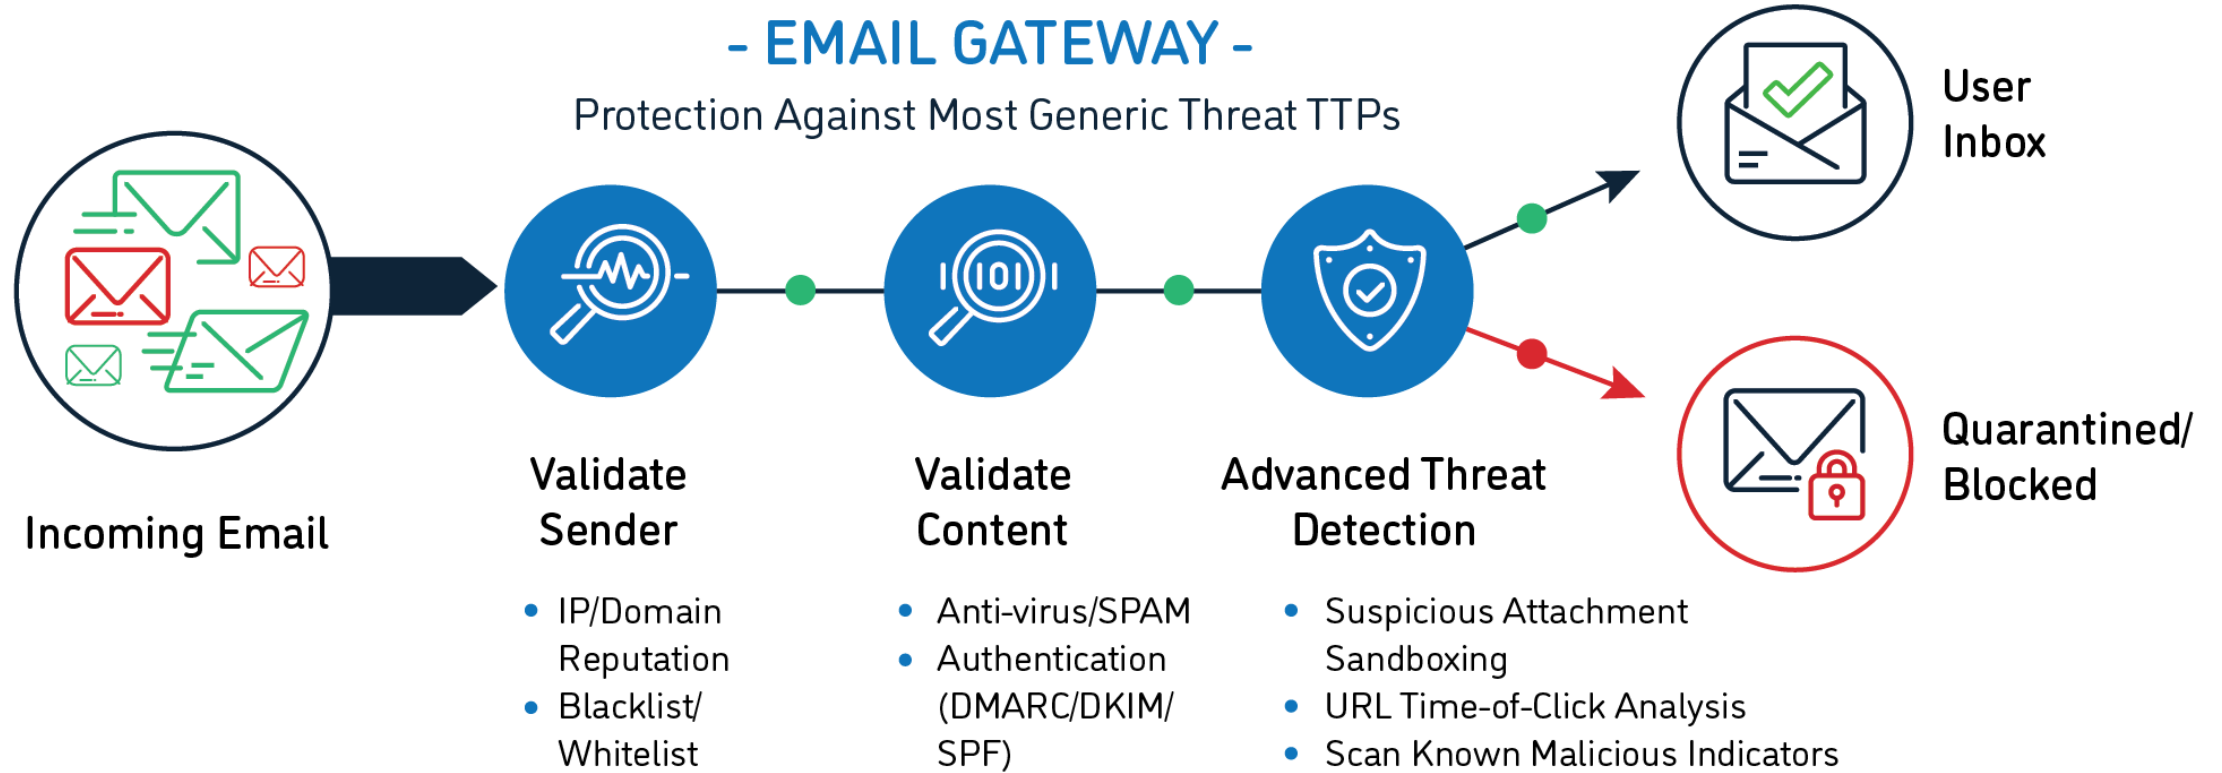 - EMAIL GATEWAY -
Protection Against Most Generic Threat TTPs
Incoming Email
Validate
Sender
• IP/Domain
Reputation
• Blacklist/
Whitelist
101
Validate
Content
• Anti-virus/SPAM
• Authentication
(DMARC/DKIM/
SPF)
Advanced Threat
Detection
• Suspicious Attachment
Sandboxing
• URL Time-of-Click Analysis
• Scan Known Malicious Indicators
User
Inbox
Quarantined/
Blocked